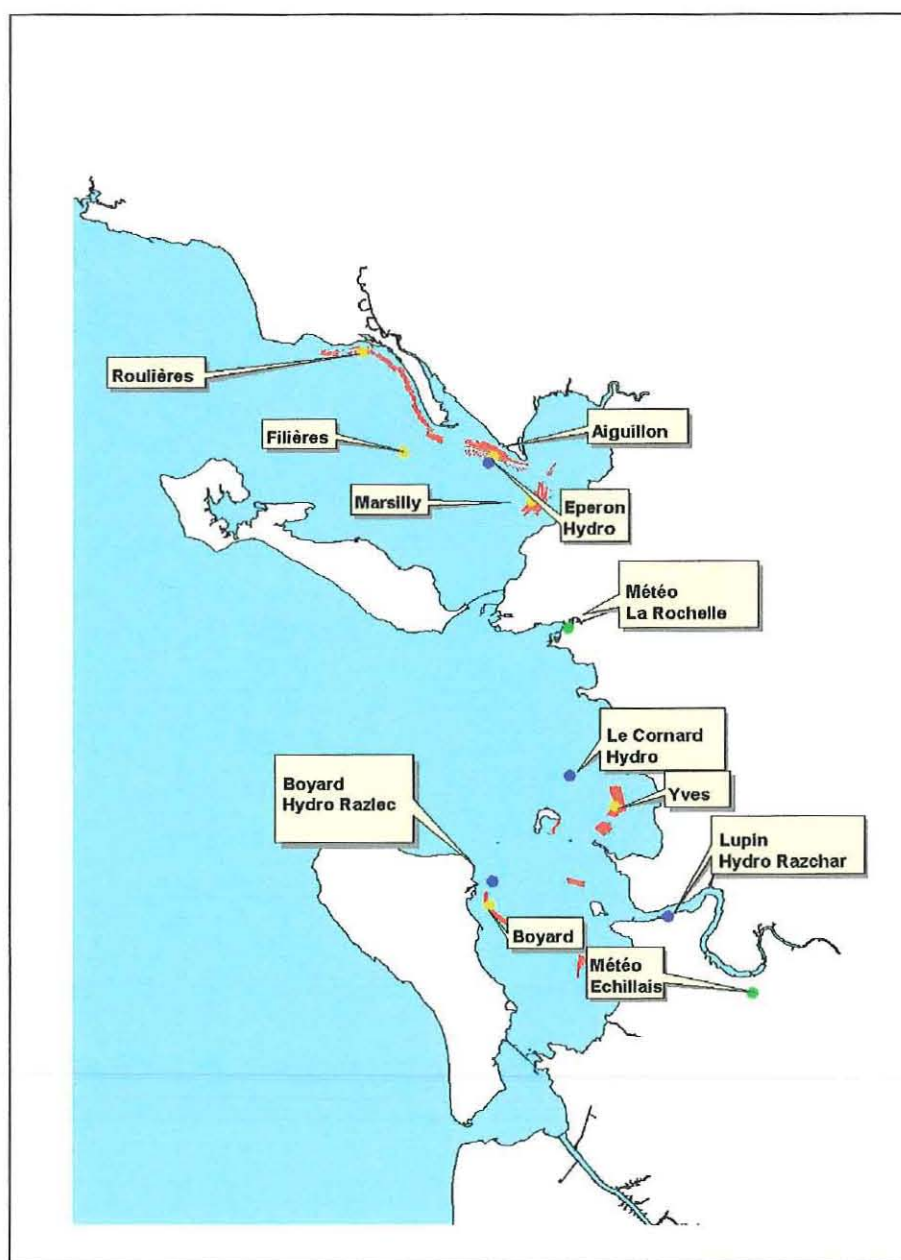 Roulières
Filières
Aiguillon
Marsilly
Eperon
Hydro
Météo
La Rochelle
Le Cornard
Hydro
Boyard
Hydro Razlec
Yves
Lupin
Hydro Razchar
Boyard
Météo
Echillais